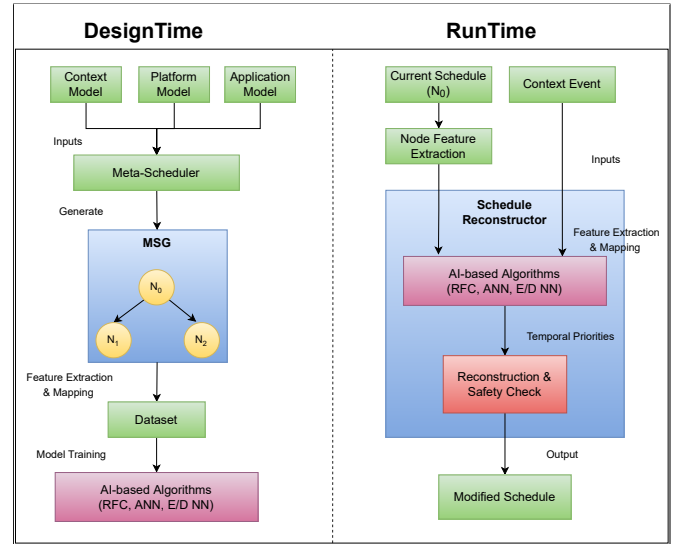 DesignTime
Context
Model
Platform
Model
Application
Model
Inputs
Meta-Scheduler
Generate
MSG
N₀
N₁
N₂
Feature Extraction
& Mapping
Dataset
Model Training
AI-based Algorithms
(RFC, ANN, E/D NN)
RunTime
Current Schedule
(N₀)
Context Event
Node Feature
Extraction
Inputs
Schedule
Reconstructor
Feature Extraction
& Mapping
AI-based Algorithms
(RFC, ANN, E/D NN)
Temporal Priorities
Reconstruction &
Safety Check
Output
Modified Schedule